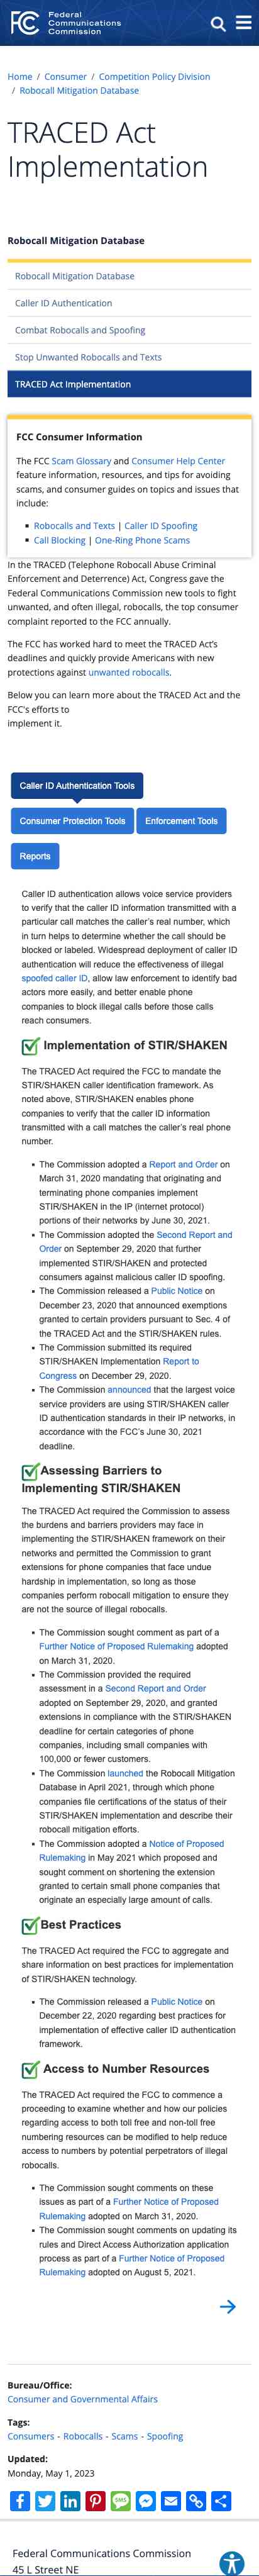 Federal
Communications
Commission
Home / Consumer / Competition Policy Division
/ Robocall Mitigation Database
TRACED Act
Implementation
Robocall Mitigation Database
Robocall Mitigation Database
Caller ID Authentication
Combat Robocalls and Spoofing
Stop Unwanted Robocalls and Texts
TRACED Act Implementation
FCC Consumer Information
The FCC Scam Glossary and Consumer Help Center
feature information, resources, and tips for avoiding
scams, and consumer guides on topics and issues that
include:
Robocalls and Texts | Caller ID Spoofing
Call Blocking | One-Ring Phone Scams
In the TRACED (Telephone Robocall Abuse Criminal
Enforcement and Deterrence) Act, Congress gave the
Federal Communications Commission new tools to fight
unwanted, and often illegal, robocalls, the top consumer
complaint reported to the FCC annually.
The FCC has worked hard to meet the TRACED Act's
deadlines and quickly provide Americans with new
protections against unwanted robocalls.
Below you can learn more about the TRACED Act and the
FCC's efforts to
implement it.
Caller ID Authentication Tools
Consumer Protection Tools Enforcement Tools
Reports
Caller ID authentication allows voice service providers
to verify that the caller ID information transmitted with a
particular call matches the caller's real number, which
in turn helps to determine whether the call should be
blocked or labeled. Widespread deployment of caller ID
authentication will reduce the effectiveness of illegal
spoofed caller ID, allow law enforcement to identify bad
actors more easily, and better enable phone
companies to block illegal calls before those calls
reach consumers.
Implementation of STIR/SHAKEN
The TRACED Act required the FCC to mandate the
STIR/SHAKEN caller identification framework. As
noted above, STIR/SHAKEN enables phone
companies to verify that the caller ID information
transmitted with a call matches the caller's real phone
number.
The Commission adopted a Report and Order on
March 31, 2020 mandating that originating and
terminating phone companies implement
STIR/SHAKEN in the IP (internet protocol)
portions of their networks by June 30, 2021.
The Commission adopted the Second Report and
Order on September 29, 2020 that further
implemented STIR/SHAKEN and protected
consumers against malicious caller ID spoofing.
The Commission released a Public Notice on
December 23, 2020 that announced exemptions
granted to certain providers pursuant to Sec. 4 of
the TRACED Act and the STIR/SHAKEN rules.
The Commission submitted its required
STIR/SHAKEN Implementation Report to
Congress on December 29, 2020.
The Commission announced that the largest voice
service providers are using STIR/SHAKEN caller
ID authentication standards in their IP networks, in
accordance with the FCC's June 30, 2021
deadline.
Assessing Barriers to
Implementing STIR/SHAKEN
The TRACED Act required the Commission to assess
the burdens and barriers providers may face in
implementing the STIR/SHAKEN framework on their
networks and permitted the Commission to grant
extensions for phone companies that face undue
hardship in implementation, so long as those
companies perform robocall mitigation to ensure they
are not the source of illegal robocalls.
The Commission sought comment as part of a
Further Notice of Proposed Rulemaking adopted
on March 31, 2020.
The Commission provided the required
assessment in a Second Report and Order
adopted on September 29, 2020, and granted
extensions in compliance with the STIR/SHAKEN
deadline for certain categories of phone
companies, including small companies with
100,000 or fewer customers.
The Commission launched the Robocall Mitigation
Database in April 2021, through which phone
companies file certifications of the status of their
STIR/SHAKEN implementation and describe their
robocall mitigation efforts.
The Commission adopted a Notice of Proposed
Rulemaking in May 2021 which proposed and
sought comment on shortening the extension
granted to certain small phone companies that
originate an especially large amount of calls.
Best Practices
The TRACED Act required the FCC to aggregate and
share information on best practices for implementation
of STIR/SHAKEN technology.
The Commission released a Public Notice on
December 22, 2020 regarding best practices for
implementation of effective caller ID authentication
framework.
Access to Number Resources
The TRACED Act required the FCC to commence a
proceeding to examine whether and how our policies
regarding access to both toll free and non-toll free
numbering resources can be modified to help reduce
access to numbers by potential perpetrators of illegal
robocalls.
The Commission sought comments on these
issues as part of a Further Notice of Proposed
Rulemaking adopted on March 31, 2020.
The Commission sought comments on updating its
rules and Direct Access Authorization application
process as part of a Further Notice of Proposed
Rulemaking adopted on August 5, 2021.
Bureau/Office:
Consumer and Governmental Affairs
Tags:
Consumers - Robocalls - Scams - Spoofing
Updated:
Monday, May 1, 2023
SMS
Federal Communications Commission
45 L Street NE